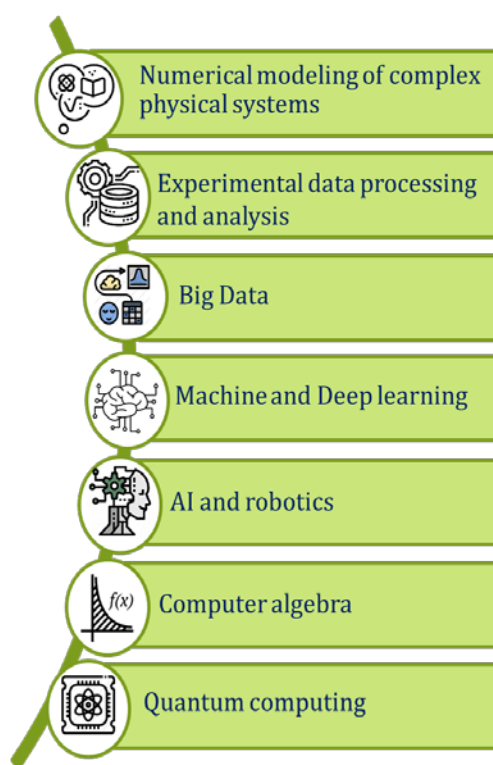 Numerical modeling of complex
physical systems
Experimental data processing
and analysis
Big Data
Machine and Deep learning
AI and robotics
f(x)
Computer algebra
Quantum computing